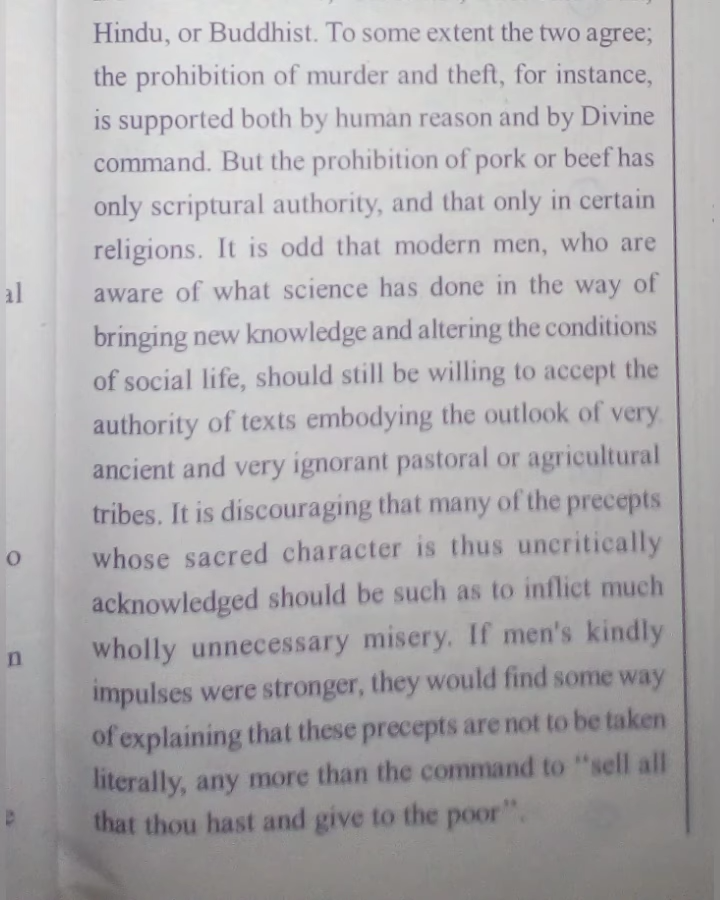 Hindu, or Buddhist. To some extent the two agree;
the prohibition of murder and theft, for instance,
is supported both by human reason and by Divine
command. But the prohibition of pork or beef has
only scriptural authority, and that only in certain
religions. It is odd that modern men, who are
aware of what science has done in the way of
bringing new knowledge and altering the conditions
of social life, should still be willing to accept the
authority of texts embodying the outlook of very
ancient and very ignorant pastoral or agricultural
tribes. It is discouraging that many of the precepts
whose sacred character is thus uncritically
acknowledged should be such as to inflict much
wholly unnecessary misery. If men's kindly
impulses were stronger, they would find some way
of explaining that these precepts are not to be taken
literally, any more than the command to "sell all
that thou hast and give to the poor".